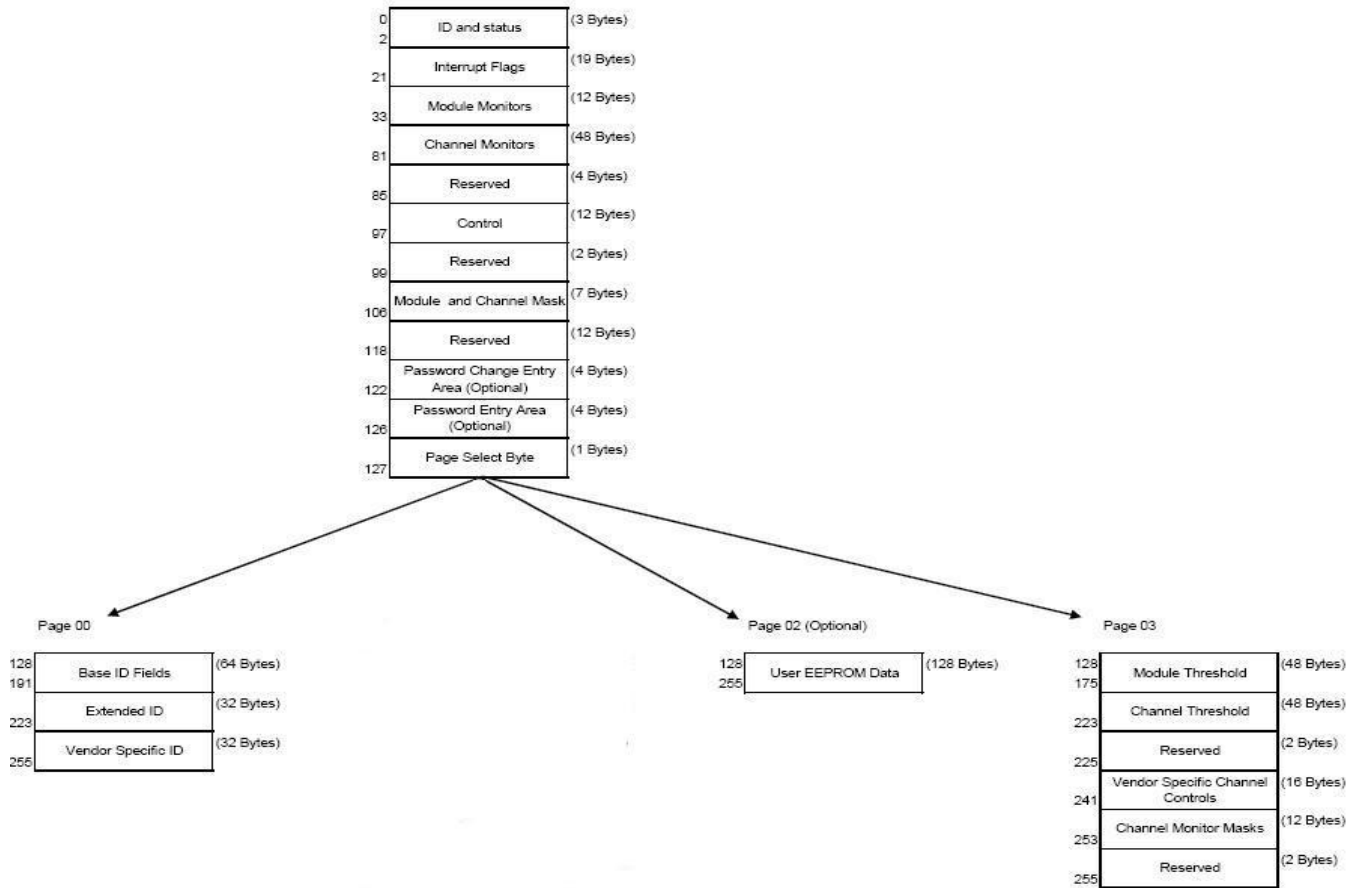 0 ID and status (3 Bytes)
2
Interrupt Flags (19 Bytes)
21
Module Monitors (12 Bytes)
33
Channel Monitors (48 Bytes)
81
Reserved (4 Bytes)
85
Control (12 Bytes)
97
Reserved (2 Bytes)
99
Module and Channel Mask (7 Bytes)
106
Reserved (12 Bytes)
118
Password Change Entry (4 Bytes)
122 Area (Optional)
Password Entry Area (4 Bytes)
126 (Optional)
Page Select Byte (1 Bytes)
127
Page 00
128 Base ID Fields (64 Bytes)
191
Extended ID (32 Bytes)
223
Vendor Specific ID (32 Bytes)
255
Page 02 (Optional)
128 User EEPROM Data (128 Bytes)
255
Page 03
128 Module Threshold (48 Bytes)
175
Channel Threshold (48 Bytes)
223
Reserved (2 Bytes)
225
Vendor Specific Channel (16 Bytes)
241 Controls
Channel Monitor Masks (12 Bytes)
253
Reserved (2 Bytes)
255